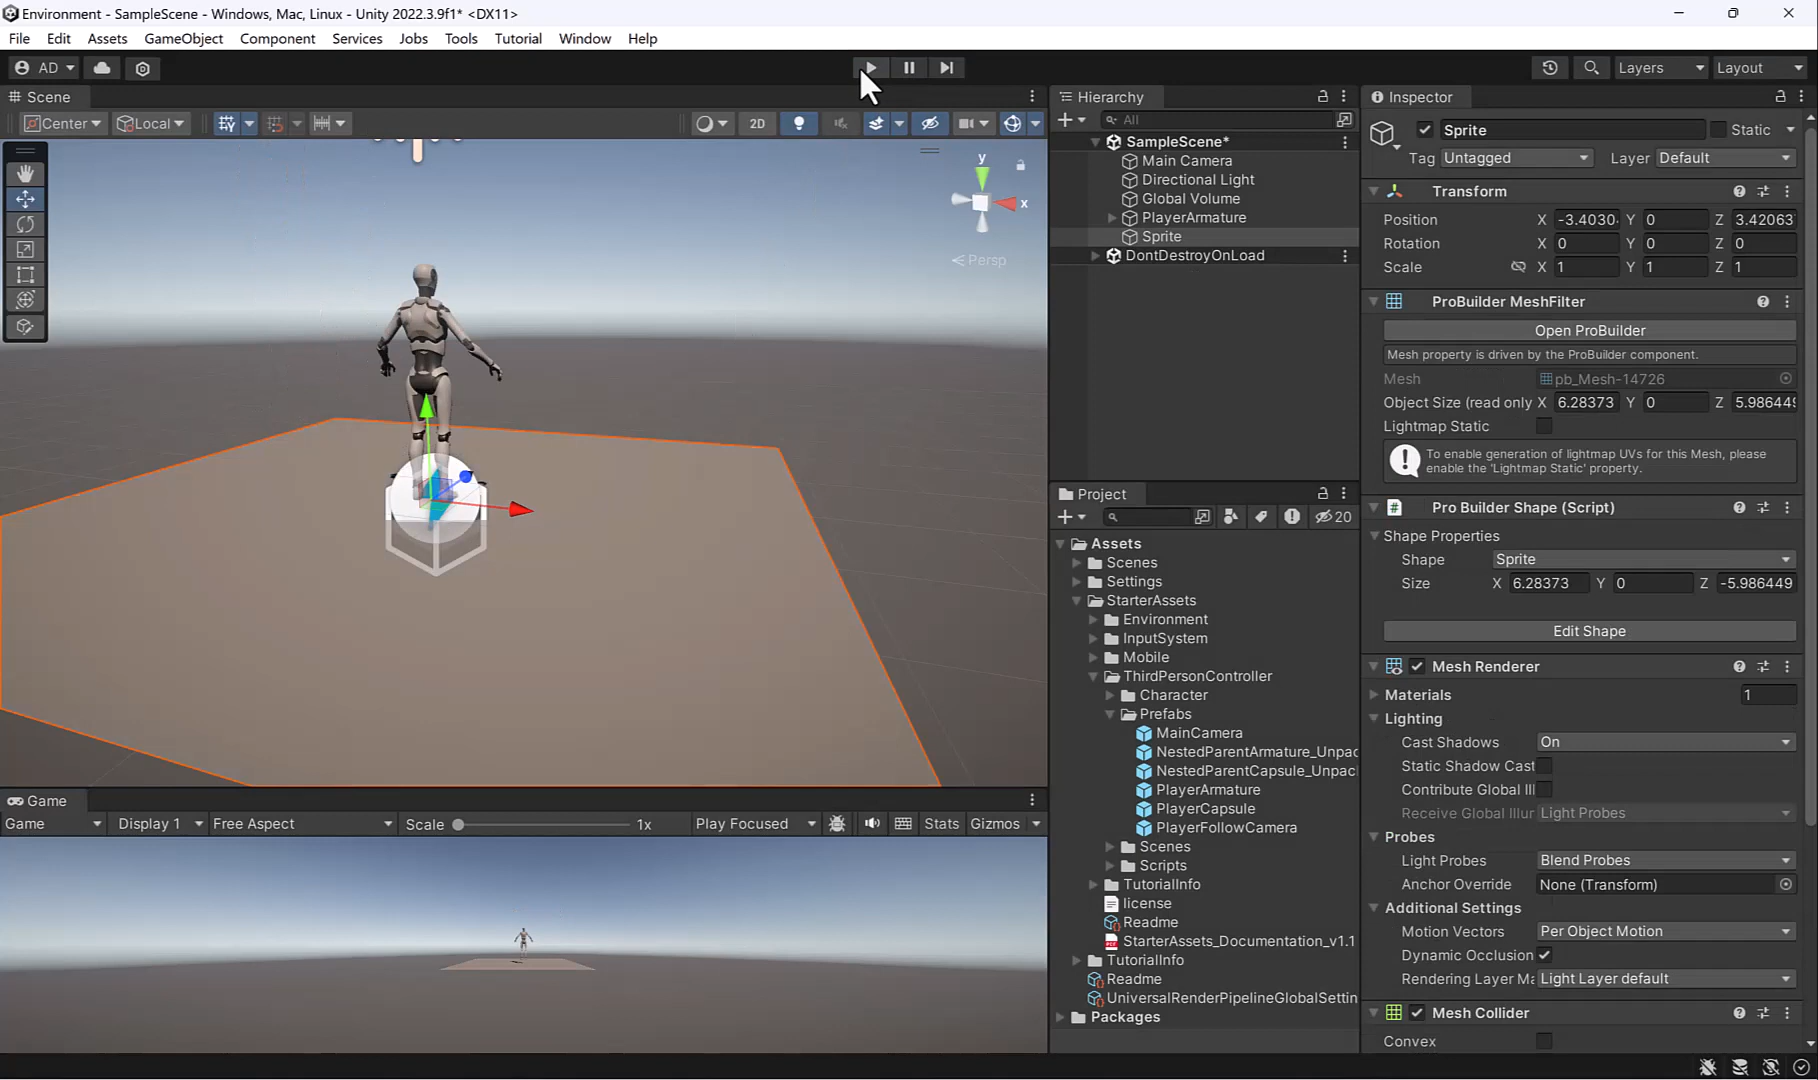 Environment - SampleScene - Windows, Mac, Linux - Unity 2022.3.9f1* <DX11>
File Edit Assets GameObject Component Services Jobs Tools Tutorial Window Help
AD Layers Layout
Scene
Center Local 2D
y
x
Persp
Game
Game Display 1 Free Aspect Scale 1x Play Focused Stats Gizmos
Hierarchy
All
SampleScene*
Main Camera
Directional Light
Global Volume
PlayerArmature
Sprite
DontDestroyOnLoad
Project
20
Assets
Scenes
Settings
StarterAssets
Environment
InputSystem
Mobile
ThirdPersonController
Character
Prefabs
MainCamera
NestedParentArmature_Unpac
NestedParentCapsule_Unpac
PlayerArmature
PlayerCapsule
PlayerFollowCamera
Scenes
Scripts
TutorialInfo
license
Readme
StarterAssets_Documentation_v1.1
TutorialInfo
Readme
UniversalRenderPipelineGlobalSettin
Packages
Inspector
Sprite Static
Tag Untagged Layer Default
Transform
Position X -3.4030 Y 0 Z 3.42063
Rotation X 0 Y 0 Z 0
Scale X 1 Y 1 Z 1
ProBuilder MeshFilter
Open ProBuilder
Mesh property is driven by the ProBuilder component.
Mesh pb_Mesh-14726
Object Size (read only X 6.28373 Y 0 Z 5.986449
Lightmap Static
To enable generation of lightmap UVs for this Mesh, please
enable the 'Lightmap Static' property.
Pro Builder Shape (Script)
Shape Properties
Shape Sprite
Size X 6.28373 Y 0 Z -5.986449
Edit Shape
Mesh Renderer
Materials 1
Lighting
Cast Shadows On
Static Shadow Cast
Contribute Global Ill
Receive Global Illur Light Probes
Probes
Light Probes Blend Probes
Anchor Override None (Transform)
Additional Settings
Motion Vectors Per Object Motion
Dynamic Occlusion
Rendering Layer Ma Light Layer default
Mesh Collider
Convex